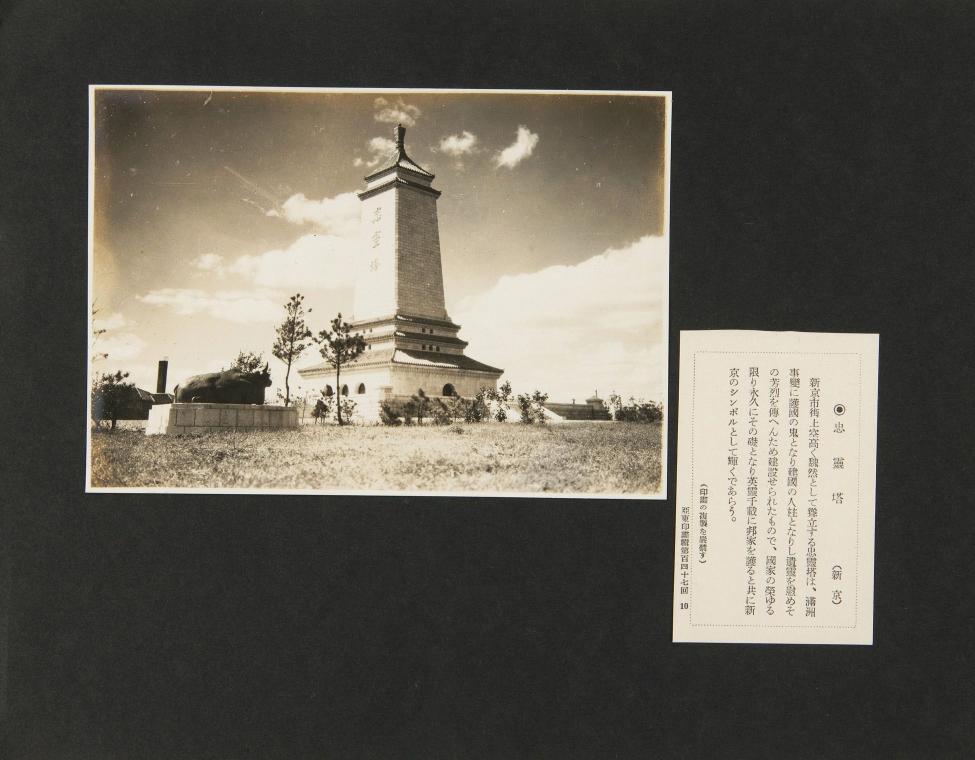 忠靈塔
◉忠靈塔(新京)
新京市街上空高く巍然として聳立する忠靈塔は、滿洲
事變に護國の鬼となり建國の人柱となりし遺靈を慰めそ
の芳烈を傳へんため建設せられたもので、國家の榮ゆる
限り永久にその礎となり英靈千載に邦家を護ると共に新
京のシンボルとして輝くであらう。
(印畫の複製を嚴禁す)
亞東印畫輯第百四十七回 10